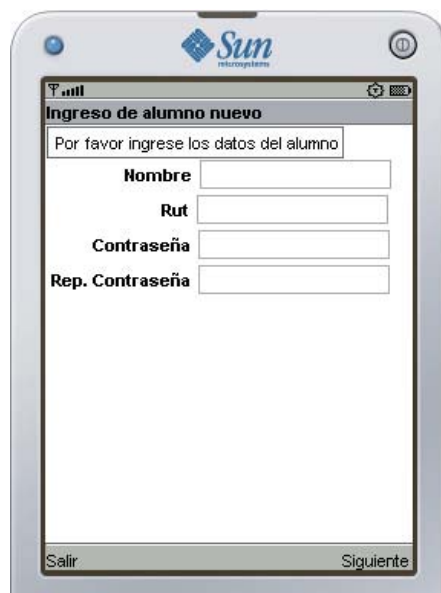 Sun
microsystems
Ingreso de alumno nuevo
Por favor ingrese los datos del alumno
Nombre
Rut
Contraseña
Rep. Contraseña
Salir Siguiente